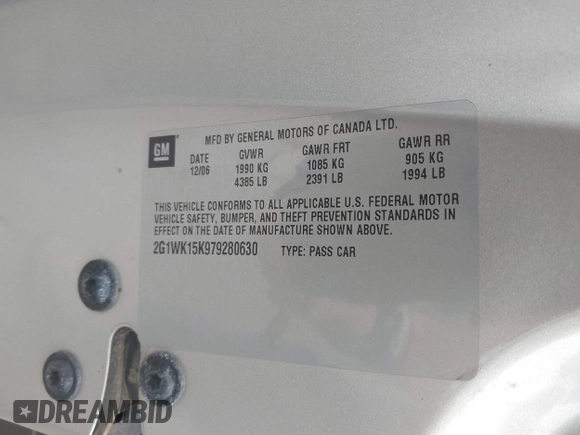 GM
MFD BY GENERAL MOTORS OF CANADA LTD.
DATE GVWR GAWR FRT GAWR RR
12/06 1990 KG 1085 KG 905 KG
4385 LB 2391 LB 1994 LB
THIS VEHICLE CONFORMS TO ALL APPLICABLE U.S. FEDERAL MOTOR
VEHICLE SAFETY, BUMPER, AND THEFT PREVENTION STANDARDS IN
EFFECT ON THE DATE OF MANUFACTURE SHOWN ABOVE.
2G1WK15K979280630 TYPE: PASS CAR
DREAMBID